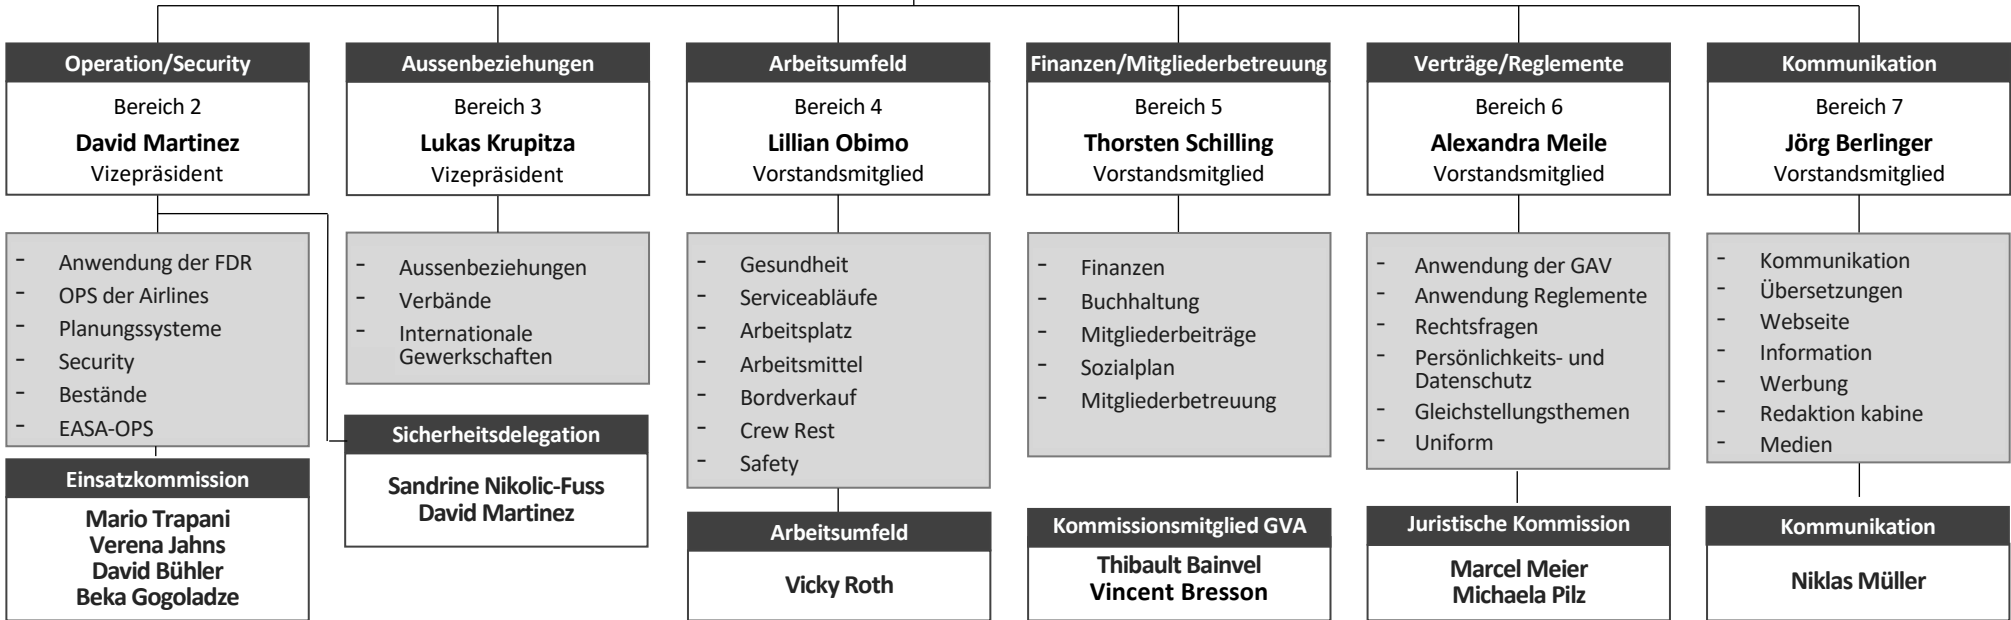 Operation/Security
Bereich 2
David Martinez
Vizepräsident
- Anwendung der FDR
- OPS der Airlines
- Planungssysteme
- Security
- Bestände
- EASA-OPS
Einsatzkommission
Mario Trapani
Verena Jahns
David Bühler
Beka Gogoladze
Aussenbeziehungen
Bereich 3
Lukas Krupitza
Vizepräsident
- Aussenbeziehungen
- Verbände
- Internationale
Gewerkschaften
Sicherheitsdelegation
Sandrine Nikolic-Fuss
David Martinez
Arbeitsumfeld
Bereich 4
Lillian Obimo
Vorstandsmitglied
- Gesundheit
- Serviceabläufe
- Arbeitsplatz
- Arbeitsmittel
- Bordverkauf
- Crew Rest
- Safety
Arbeitsumfeld
Vicky Roth
Finanzen/Mitgliederbetreuung
Bereich 5
Thorsten Schilling
Vorstandsmitglied
- Finanzen
- Buchhaltung
- Mitgliederbeiträge
- Sozialplan
- Mitgliederbetreuung
Kommissionsmitglied GVA
Thibault Bainvel
Vincent Bresson
Verträge/Reglemente
Bereich 6
Alexandra Meile
Vorstandsmitglied
- Anwendung der GAV
- Anwendung Reglemente
- Rechtsfragen
- Persönlichkeits- und
Datenschutz
- Gleichstellungsthemen
- Uniform
Juristische Kommission
Marcel Meier
Michaela Pilz
Kommunikation
Bereich 7
Jörg Berlinger
Vorstandsmitglied
- Kommunikation
- Übersetzungen
- Webseite
- Information
- Werbung
- Redaktion kabine
- Medien
Kommunikation
Niklas Müller